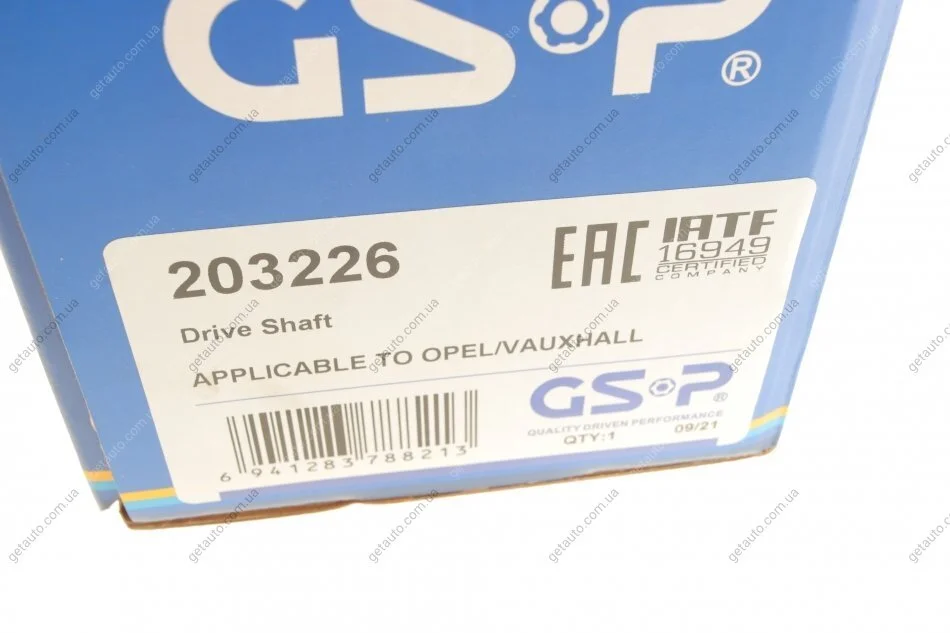 GSP®
203226
EAC
IATF
16949
CERTIFIED
COMPANY
Drive Shaft
APPLICABLE TO OPEL/VAUXHALL
GSP®
QUALITY DRIVEN PERFORMANCE
QTY:1 09/21
6 941283 788213
getauto.com.ua